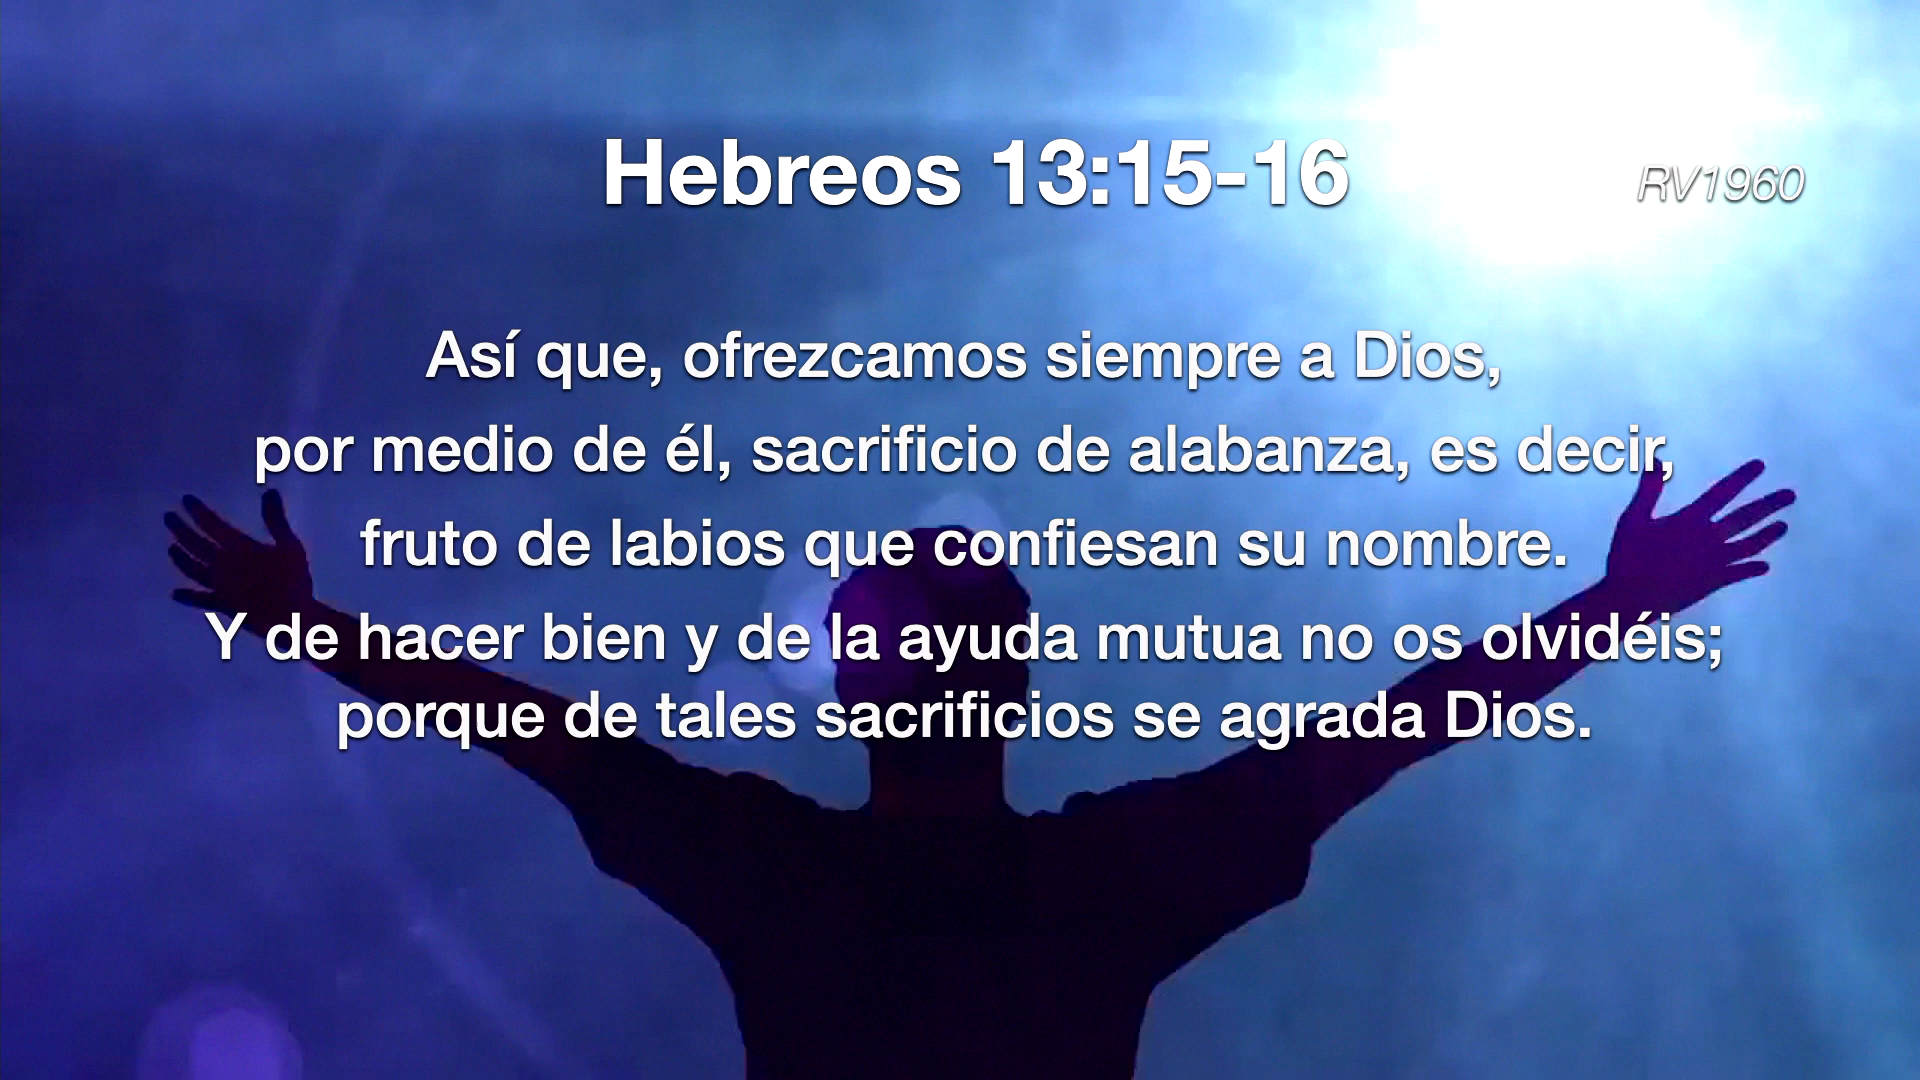 Hebreos 13:15-16
RV1960
Así que, ofrezcamos siempre a Dios,
por medio de él, sacrificio de alabanza, es decir,
fruto de labios que confiesan su nombre.
Y de hacer bien y de la ayuda mutua no os olvidéis;
porque de tales sacrificios se agrada Dios.